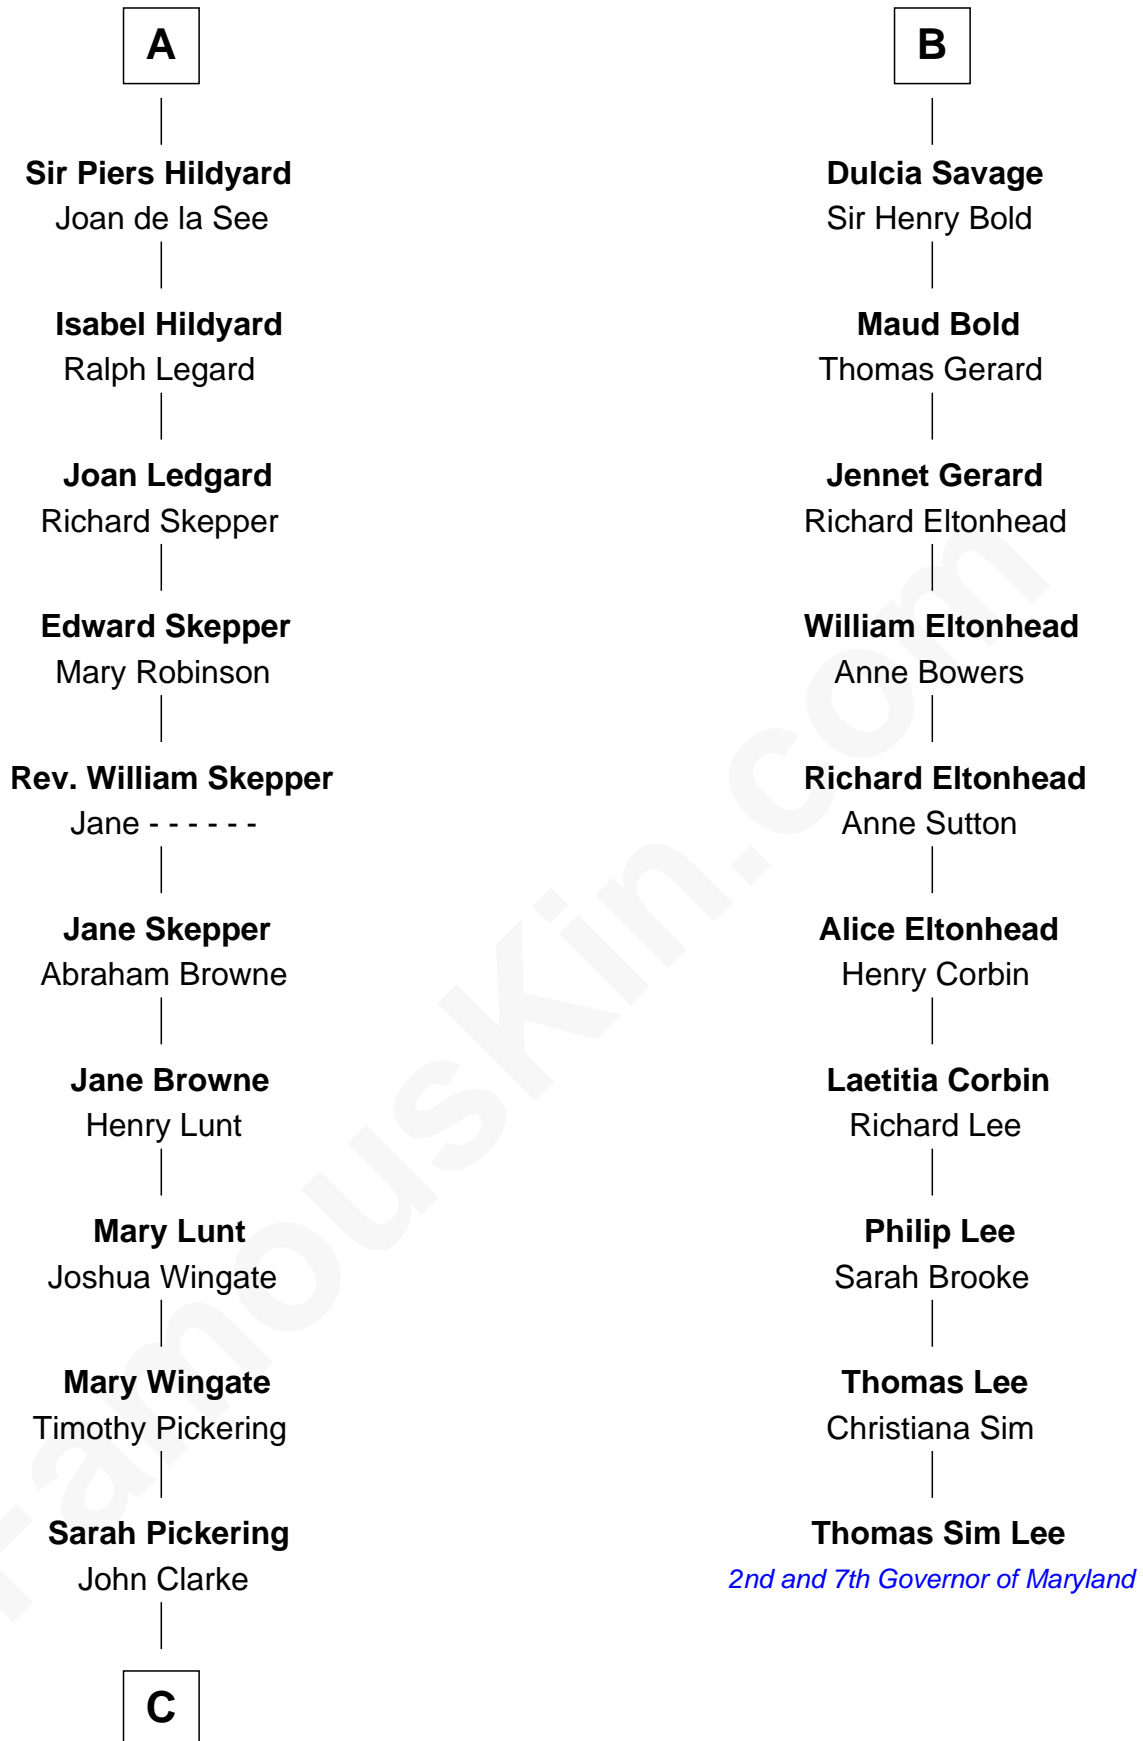 A
Sir Piers Hildyard
Joan de la See
Isabel Hildyard
Ralph Legard
Joan Ledgard
Richard Skepper
Edward Skepper
Mary Robinson
Rev. William Skepper
Jane - - - - - -
Jane Skepper
Abraham Browne
Jane Browne
Henry Lunt
Mary Lunt
Joshua Wingate
Mary Wingate
Timothy Pickering
Sarah Pickering
John Clarke
C
B
Dulcia Savage
Sir Henry Bold
Maud Bold
Thomas Gerard
Jennet Gerard
Richard Eltonhead
William Eltonhead
Anne Bowers
Richard Eltonhead
Anne Sutton
Alice Eltonhead
Henry Corbin
Laetitia Corbin
Richard Lee
Philip Lee
Sarah Brooke
Thomas Lee
Christiana Sim
Thomas Sim Lee
2nd and 7th Governor of Maryland
FamousKin.com